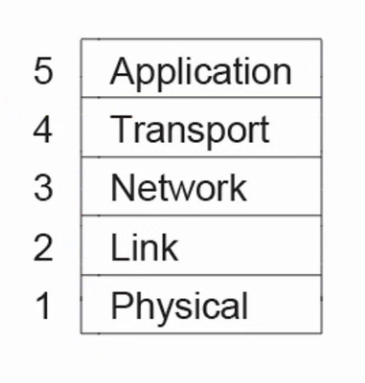 5 Application
4 Transport
3 Network
2 Link
1 Physical